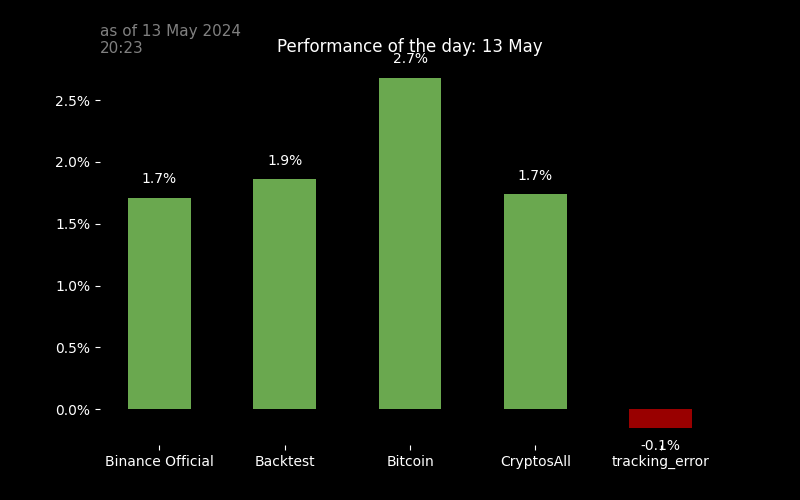 as of 13 May 2024
20:23
Performance of the day: 13 May
2.7%
2.5%
2.0%
1.5%
1.0%
0.5%
0.0%
1.7%
1.9%
1.7%
-0.1%
Binance Official
Backtest
Bitcoin
CryptosAll
tracking_error